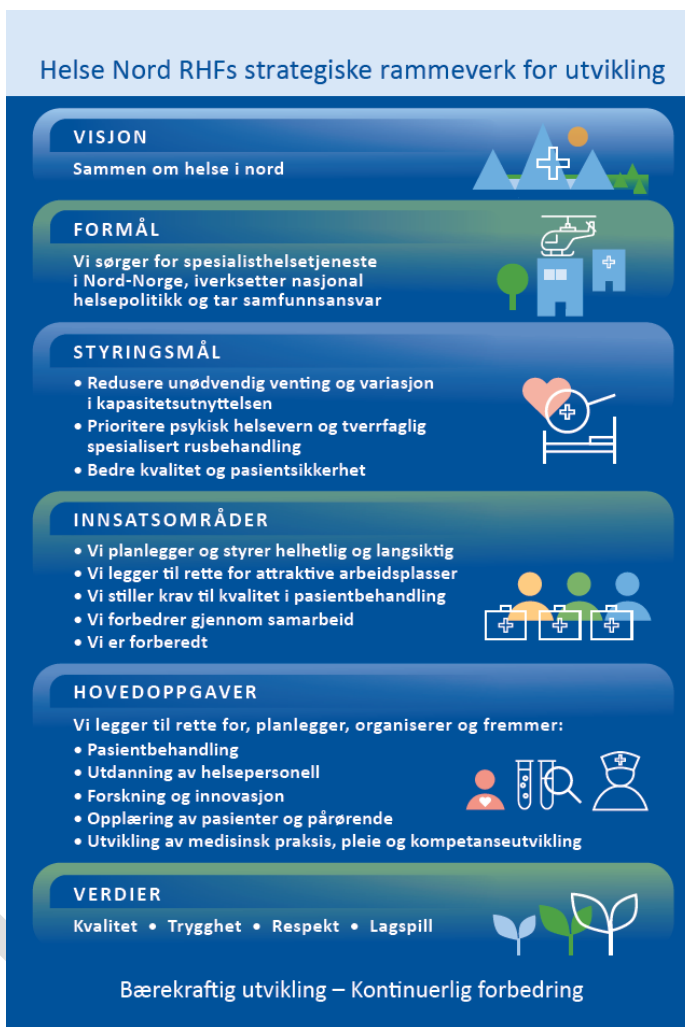 Helse Nord RHFs strategiske rammeverk for utvikling
VISJON
Sammen om helse i nord
FORMÅL
Vi sørger for spesialisthelsetjeneste
i Nord-Norge, iverksetter nasjonal
helsepolitikk og tar samfunnsansvar
STYRINGSMÅL
• Redusere unødvendig venting og variasjon
i kapasitetsutnyttelsen
• Prioritere psykisk helsevern og tverrfaglig
spesialisert rusbehandling
• Bedre kvalitet og pasientsikkerhet
INNSATSOMRÅDER
• Vi planlegger og styrer helhetlig og langsiktig
• Vi legger til rette for attraktive arbeidsplasser
• Vi stiller krav til kvalitet i pasientbehandling
• Vi forbedrer gjennom samarbeid
• Vi er forberedt
HOVEDOPPGAVER
Vi legger til rette for, planlegger, organiserer og fremmer:
• Pasientbehandling
• Utdanning av helsepersonell
• Forskning og innovasjon
• Opplæring av pasienter og pårørende
• Utvikling av medisinsk praksis, pleie og kompetanseutvikling
VERDIER
Kvalitet • Trygghet • Respekt • Lagspill
Bærekraftig utvikling – Kontinuerlig forbedring